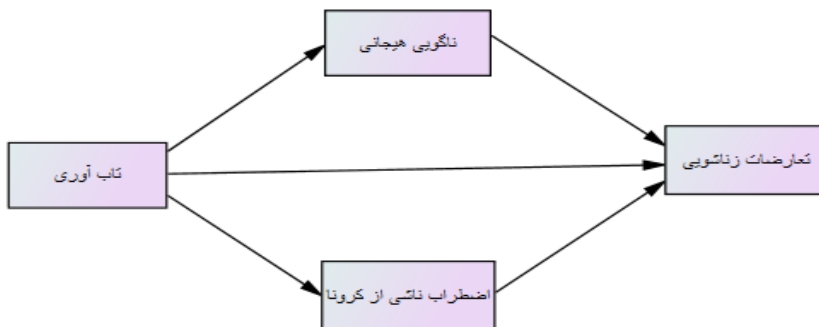 ناگویی هیجانی
تعارضات زناشویی
تاب آوری
اضطراب ناشی از کرونا